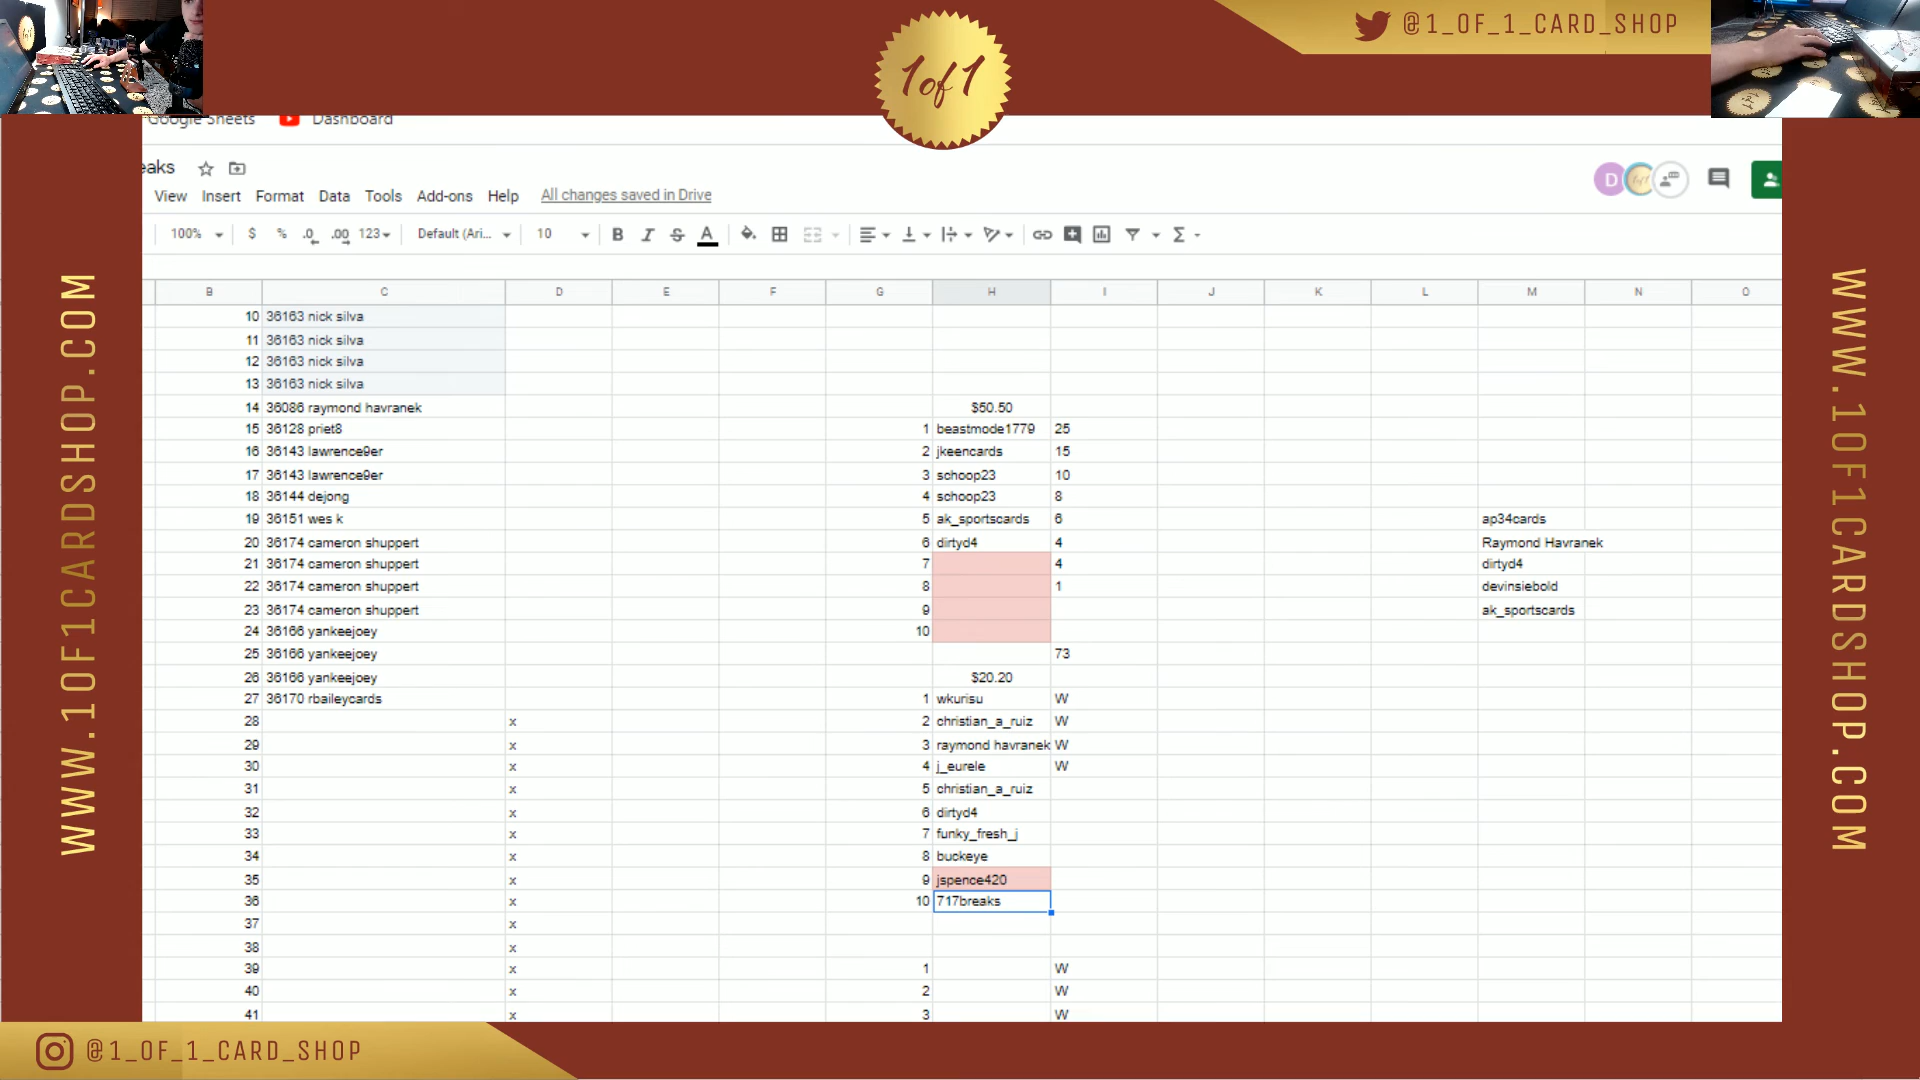 @1_OF_1_CARD_SHOP
1of1
Google Sheets Dashboard
eaks
View Insert Format Data Tools Add-ons Help All changes saved in Drive
D
100% $ % .0 .00 123 Default (Ari... 10 B I S A
B C D E F G H I J K L M N O
10 36163 nick silva
11 36163 nick silva
12 36163 nick silva
13 36163 nick silva
14 36086 raymond havranek $50.50
15 36128 priet8 1 beastmode1779 25
16 36143 lawrence9er 2 jkeencards 15
17 36143 lawrence9er 3 schoop23 10
18 36144 dejong 4 schoop23 8
19 36151 wes k 5 ak_sportscards 6 ap34cards
20 36174 cameron shuppert 6 dirtyd4 4 Raymond Havranek
21 36174 cameron shuppert 7 4 dirtyd4
22 36174 cameron shuppert 8 1 devinsiebold
23 36174 cameron shuppert 9 ak_sportscards
24 36166 yankeejoey 10
25 36166 yankeejoey 73
26 36166 yankeejoey $20.20
27 36170 rbaileycards 1 wkurisu W
28 x 2 christian_a_ruiz W
29 x 3 raymond havranek W
30 x 4 j_eurele W
31 x 5 christian_a_ruiz
32 x 6 dirtyd4
33 x 7 funky_fresh_j
34 x 8 buckeye
35 x 9 jspence420
36 x 10 717breaks
37 x
38 x
39 x 1 W
40 x 2 W
41 x 3 W
WWW.1OF1CARDSHOP.COM
WWW.1OF1CARDSHOP.COM
@1_OF_1_CARD_SHOP